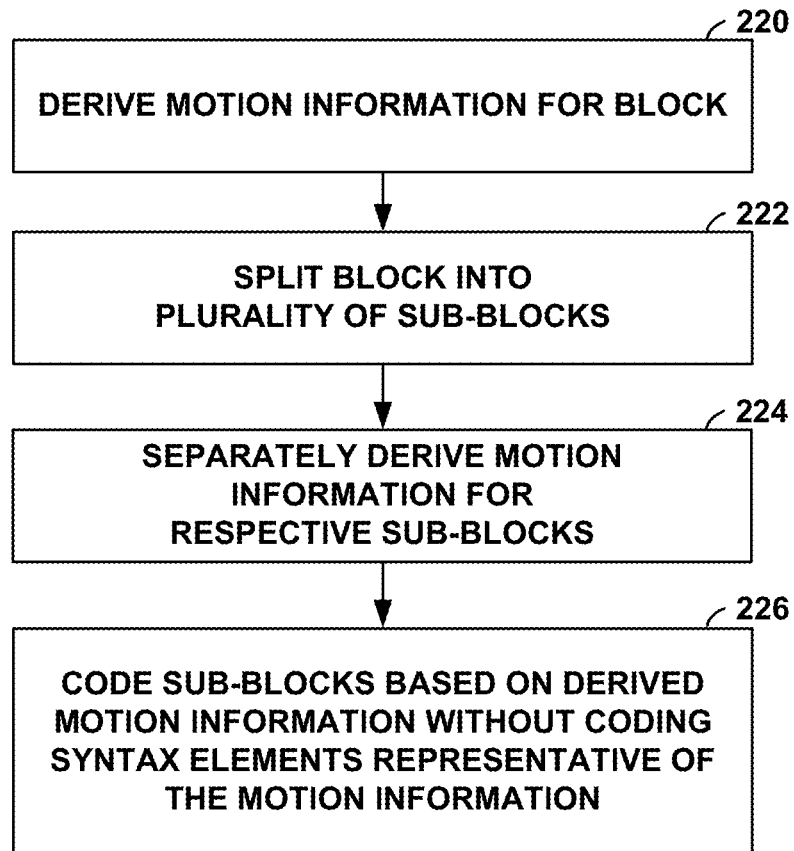 220
DERIVE MOTION INFORMATION FOR BLOCK
222
SPLIT BLOCK INTO
PLURALITY OF SUB-BLOCKS
224
SEPARATELY DERIVE MOTION
INFORMATION FOR
RESPECTIVE SUB-BLOCKS
226
CODE SUB-BLOCKS BASED ON DERIVED
MOTION INFORMATION WITHOUT CODING
SYNTAX ELEMENTS REPRESENTATIVE OF
THE MOTION INFORMATION